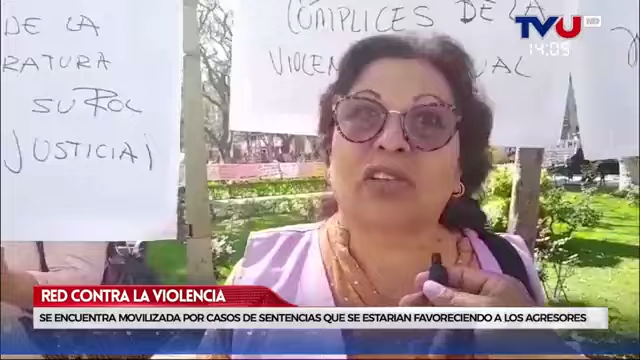 DE LA
RATURA
SU ROL
JUSTICIA¡
CÓMPLICES DE LA
VIOLEN
UAL
TVU
HD
14:05
RED CONTRA LA VIOLENCIA
SE ENCUENTRA MOVILIZADA POR CASOS DE SENTENCIAS QUE SE ESTARIAN FAVORECIENDO A LOS AGRESORES